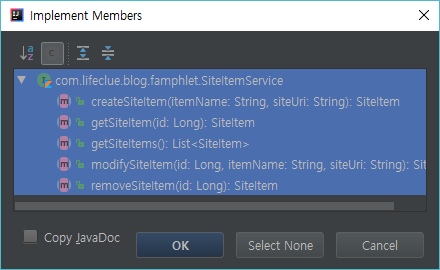 Implement Members
com.lifeclue.blog.famphlet.SiteItemService
createSiteItem(itemName: String, siteUri: String): SiteItem
getSiteItem(id: Long): SiteItem
getSiteItems(): List<SiteItem>
modifySiteItem(id: Long, itemName: String, siteUri: String): Sit
removeSiteItem(id: Long): SiteItem
Copy JavaDoc
OK
Select None
Cancel